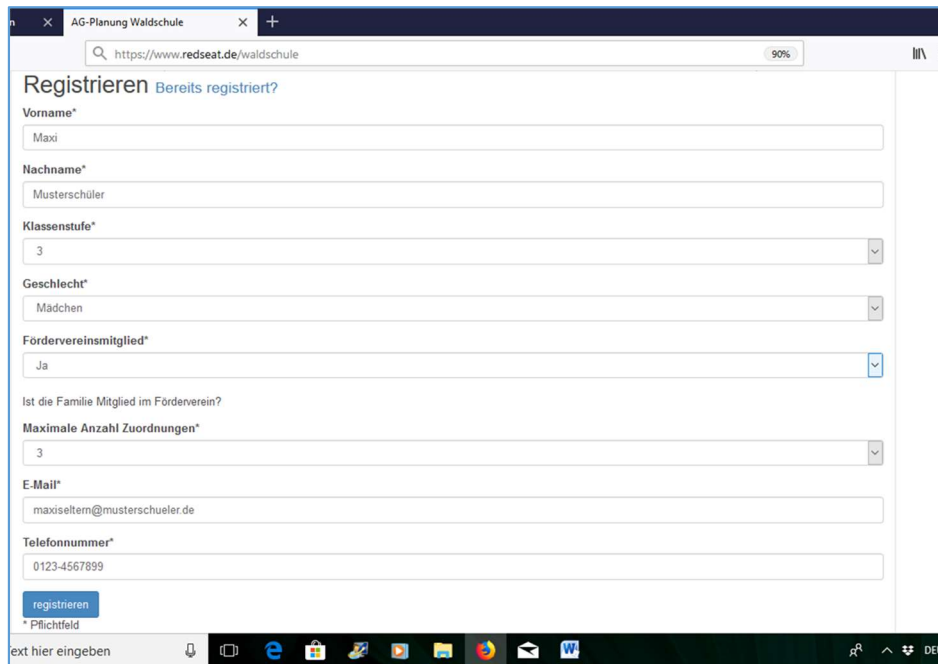 n
AG-Planung Waldschule
https://www.redseat.de/waldschule
90%
Registrieren Bereits registriert?
Vorname*
Maxi
Nachname*
Musterschüler
Klassenstufe*
3
Geschlecht*
Mädchen
Fördervereinsmitglied*
Ja
Ist die Familie Mitglied im Förderverein?
Maximale Anzahl Zuordnungen*
3
E-Mail*
maxiseltern@musterschueler.de
Telefonnummer*
0123-4567899
registrieren
* Pflichtfeld
ext hier eingeben
DEU